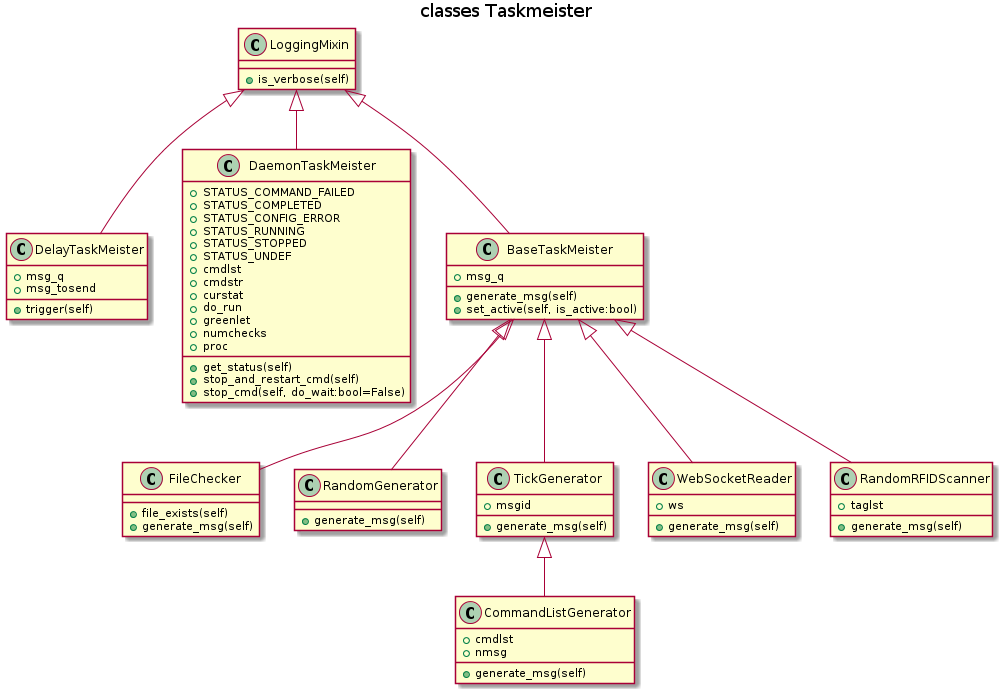 classes Taskmeister
C LoggingMixin
is_verbose(self)
C DaemonTaskMeister
STATUS_COMMAND_FAILED
STATUS_COMPLETED
STATUS_CONFIG_ERROR
STATUS_RUNNING
STATUS_STOPPED
STATUS_UNDEF
cmdlst
cmdstr
curstat
do_run
greenlet
numchecks
proc
get_status(self)
stop_and_restart_cmd(self)
stop_cmd(self, do_wait:bool=False)
C DelayTaskMeister
msg_q
msg_tosend
trigger(self)
C BaseTaskMeister
msg_q
generate_msg(self)
set_active(self, is_active:bool)
C FileChecker
file_exists(self)
generate_msg(self)
C RandomGenerator
generate_msg(self)
C TickGenerator
msgid
generate_msg(self)
C WebSocketReader
ws
generate_msg(self)
C RandomRFIDScanner
taglst
generate_msg(self)
C CommandListGenerator
cmdlst
nmsg
generate_msg(self)